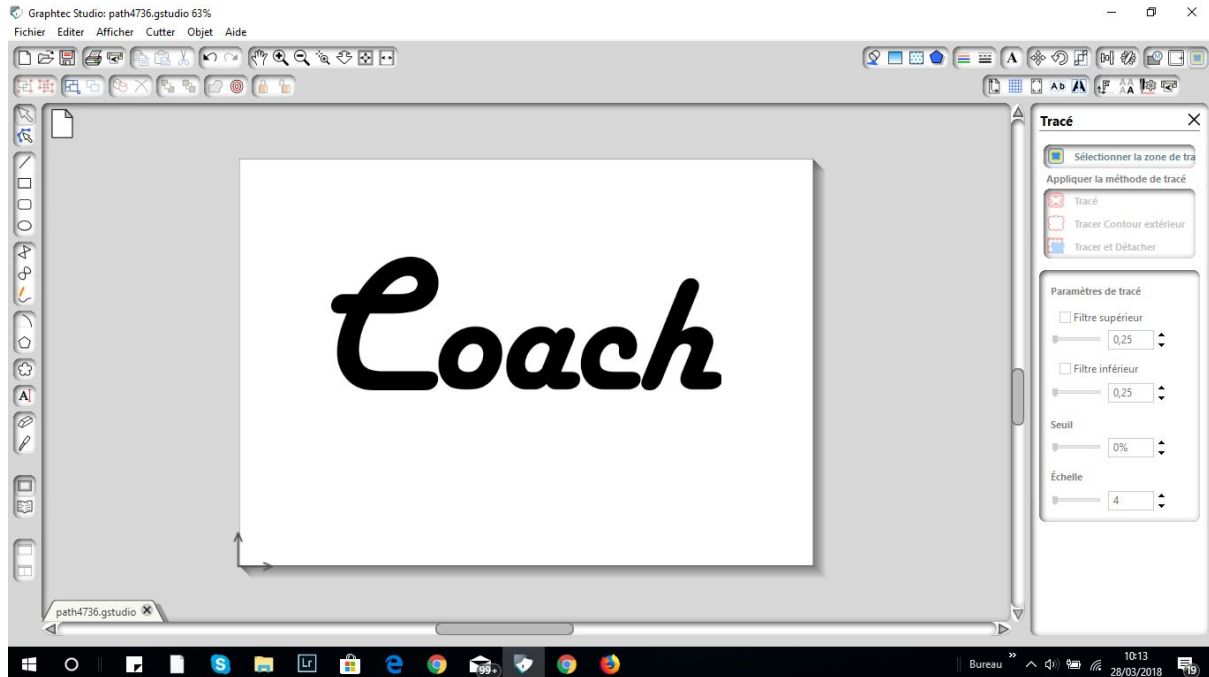 Graphtec Studio: path4736.gstudio 63%
Fichier Editer Afficher Cutter Objet Aide
Tracé
Sélectionner la zone de tra
Appliquer la méthode de tracé
Tracé
Tracer Contour extérieur
Tracer et Détacher
Coach
Paramètres de tracé
Filtre supérieur
0,25
Filtre inférieur
0,25
Seuil
0%
Échelle
4
path4736.gstudio
Lr
99+
Bureau
10:13
28/03/2018
19